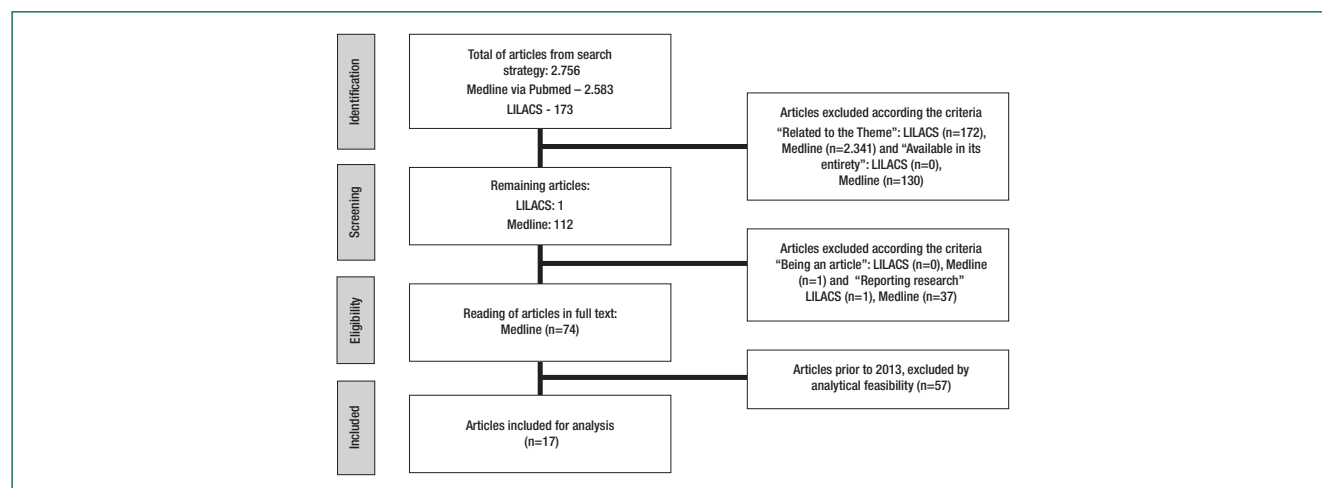 Identification
Total of articles from search
strategy: 2.756
Medline via Pubmed – 2.583
LILACS - 173
Articles excluded according the criteria
“Related to the Theme”: LILACS (n=172),
Medline (n=2.341) and “Available in its
entirety”: LILACS (n=0),
Medline (n=130)
Screening
Remaining articles:
LILACS: 1
Medline: 112
Articles excluded according the criteria
“Being an article”: LILACS (n=0), Medline
(n=1) and “Reporting research”
LILACS (n=1), Medline (n=37)
Eligibility
Reading of articles in full text:
Medline (n=74)
Articles prior to 2013, excluded by
analytical feasibility (n=57)
Included
Articles included for analysis
(n=17)